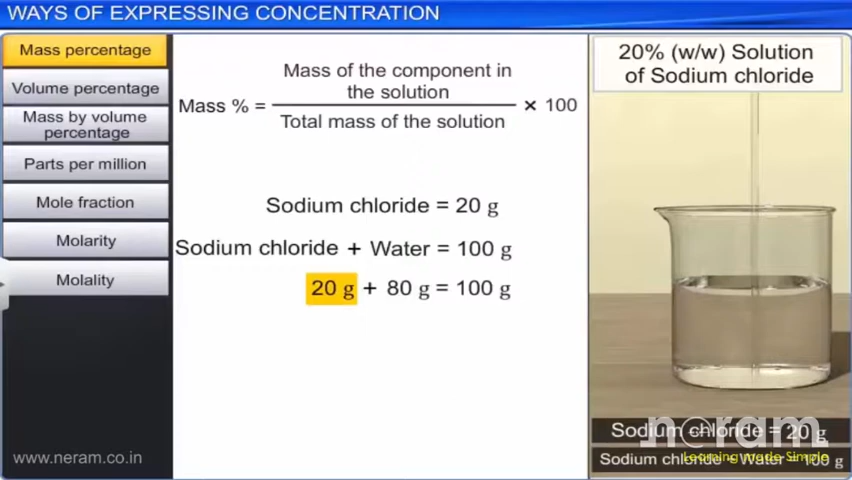 WAYS OF EXPRESSING CONCENTRATION
Mass percentage
Volume percentage
Mass by volume
percentage
Parts per million
Mole fraction
Molarity
Molality
www.neram.co.in
Mass % = Mass of the component in
the solution
Total mass of the solution
× 100
Sodium chloride = 20 g
Sodium chloride + Water = 100 g
20 g + 80 g = 100 g
20% (w/w) Solution
of Sodium chloride
Sodium chloride = 20 g
neram
Learning made Simple
Sodium chloride + Water = 100 g